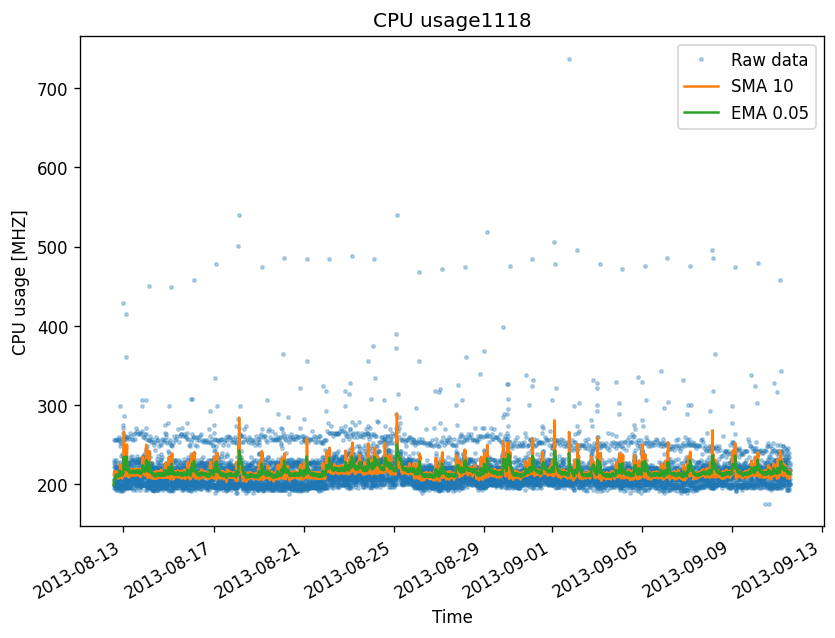 CPU usage1118
Raw data
SMA 10
EMA 0.05
CPU usage [MHZ]
700
600
500
400
300
200
2013-08-13
2013-08-17
2013-08-21
2013-08-25
2013-08-29
2013-09-01
2013-09-05
2013-09-09
2013-09-13
Time